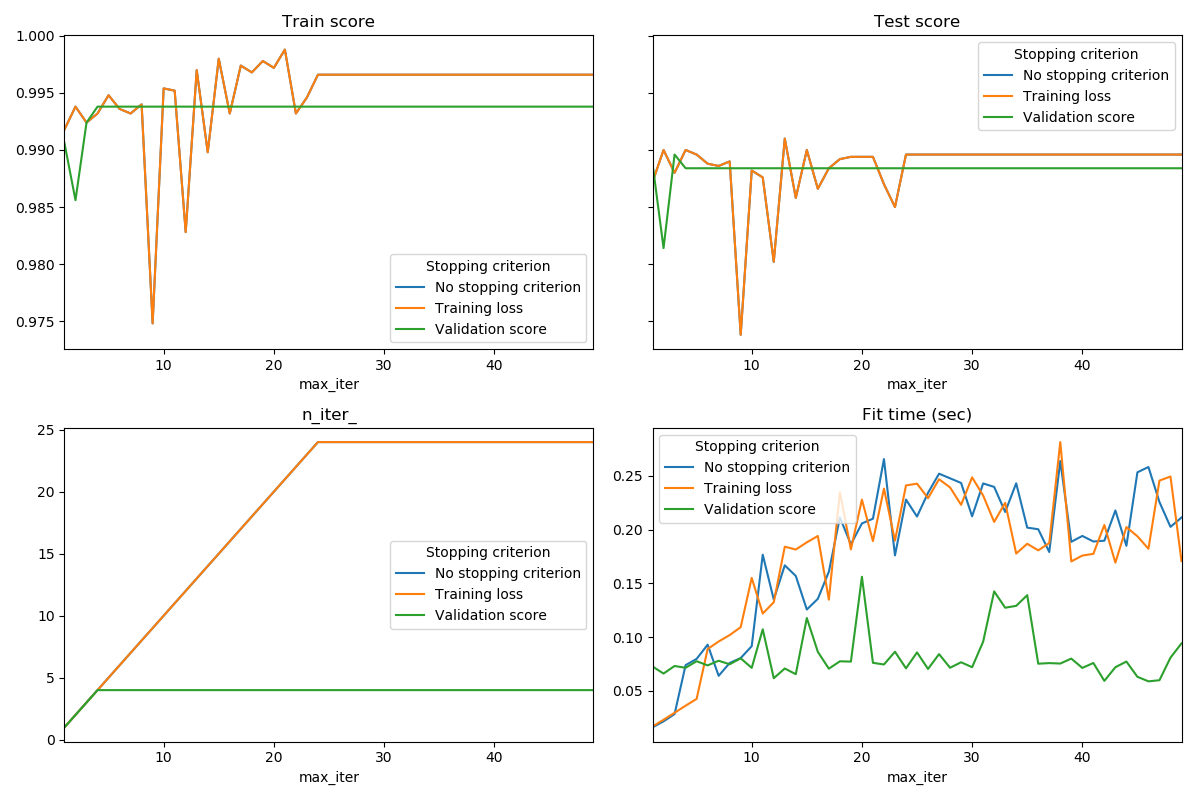 Train score
1.000
0.995
0.990
0.985
0.980
0.975
Stopping criterion
No stopping criterion
Training loss
Validation score
10
20
30
40
max_iter
Test score
Stopping criterion
No stopping criterion
Training loss
Validation score
10
20
30
40
max_iter
n_iter_
25
20
15
10
5
0
Stopping criterion
No stopping criterion
Training loss
Validation score
10
20
30
40
max_iter
Fit time (sec)
Stopping criterion
No stopping criterion
Training loss
Validation score
0.25
0.20
0.15
0.10
0.05
10
20
30
40
max_iter